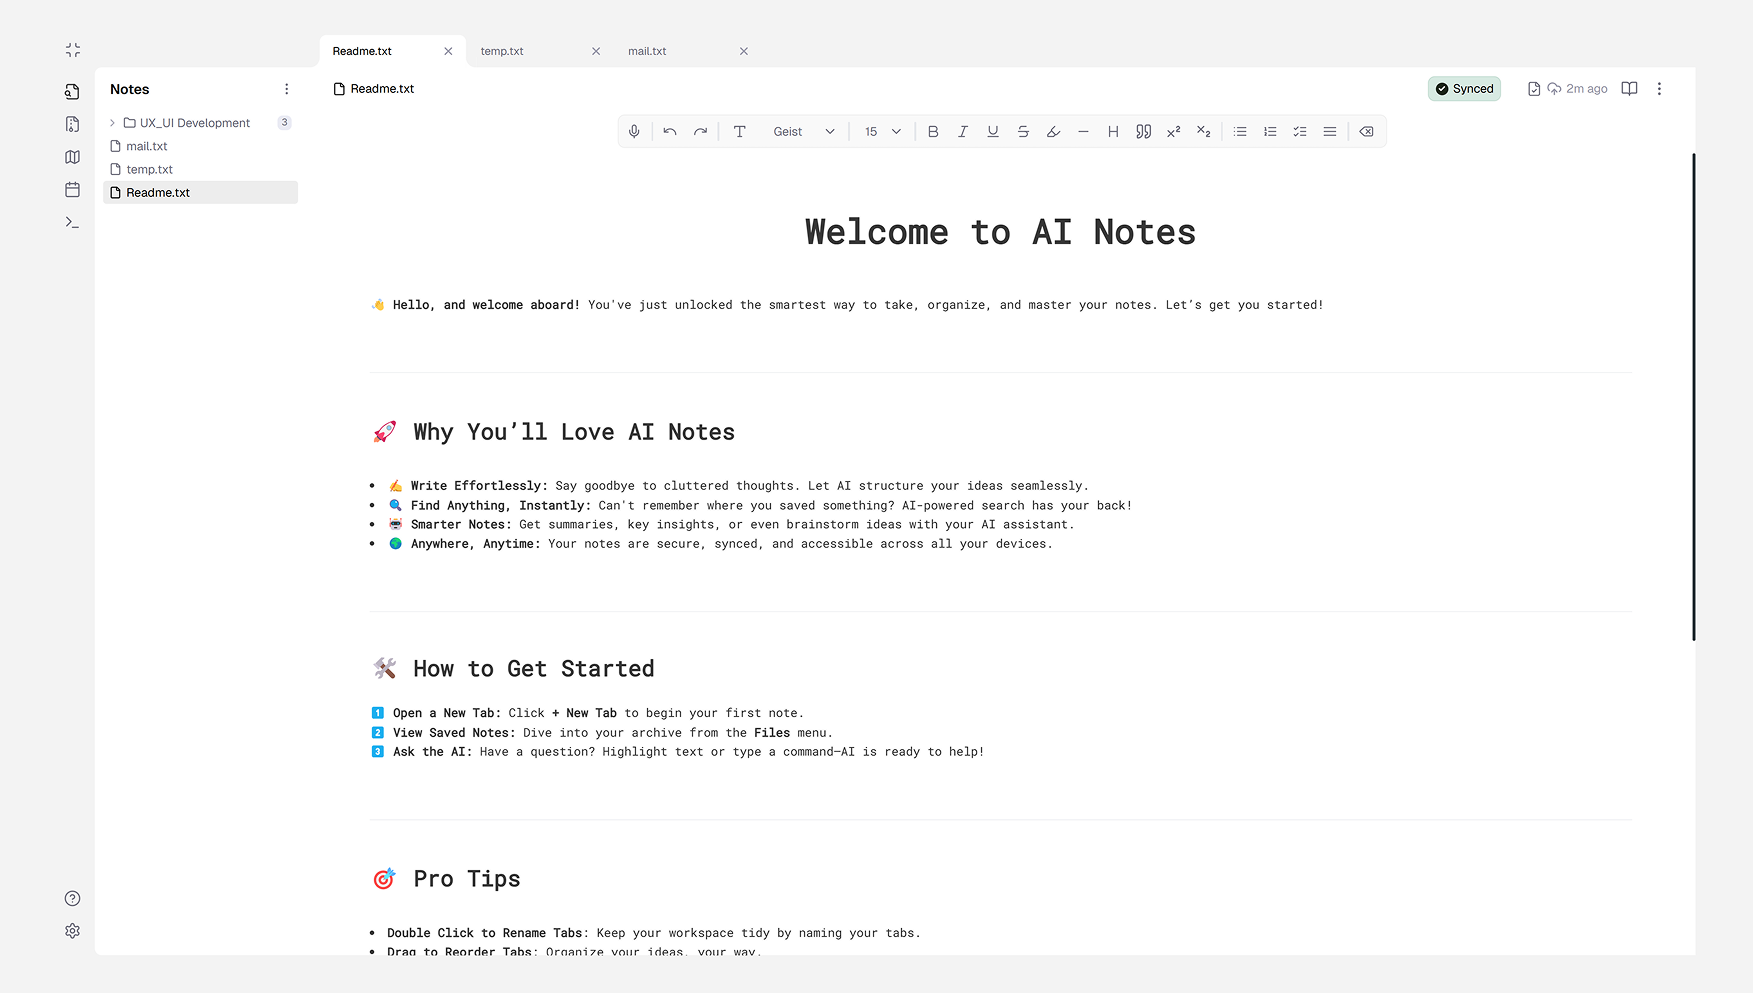 Readme.txt
temp.txt
mail.txt
Notes
UX_UI Development 3
mail.txt
temp.txt
Readme.txt
Readme.txt
Synced
2m ago
Geist
15
Welcome to AI Notes
👋 Hello, and welcome aboard! You've just unlocked the smartest way to take, organize, and master your notes. Let’s get you started!
🚀 Why You’ll Love AI Notes
• ✍️ Write Effortlessly: Say goodbye to cluttered thoughts. Let AI structure your ideas seamlessly.
• 🔍 Find Anything, Instantly: Can't remember where you saved something? AI-powered search has your back!
• 🤖 Smarter Notes: Get summaries, key insights, or even brainstorm ideas with your AI assistant.
• 🌍 Anywhere, Anytime: Your notes are secure, synced, and accessible across all your devices.
🛠️ How to Get Started
1️⃣ Open a New Tab: Click + New Tab to begin your first note.
2️⃣ View Saved Notes: Dive into your archive from the Files menu.
3️⃣ Ask the AI: Have a question? Highlight text or type a command—AI is ready to help!
🎯 Pro Tips
• Double Click to Rename Tabs: Keep your workspace tidy by naming your tabs.
• Drag to Reorder Tabs: Organize your ideas, your way.